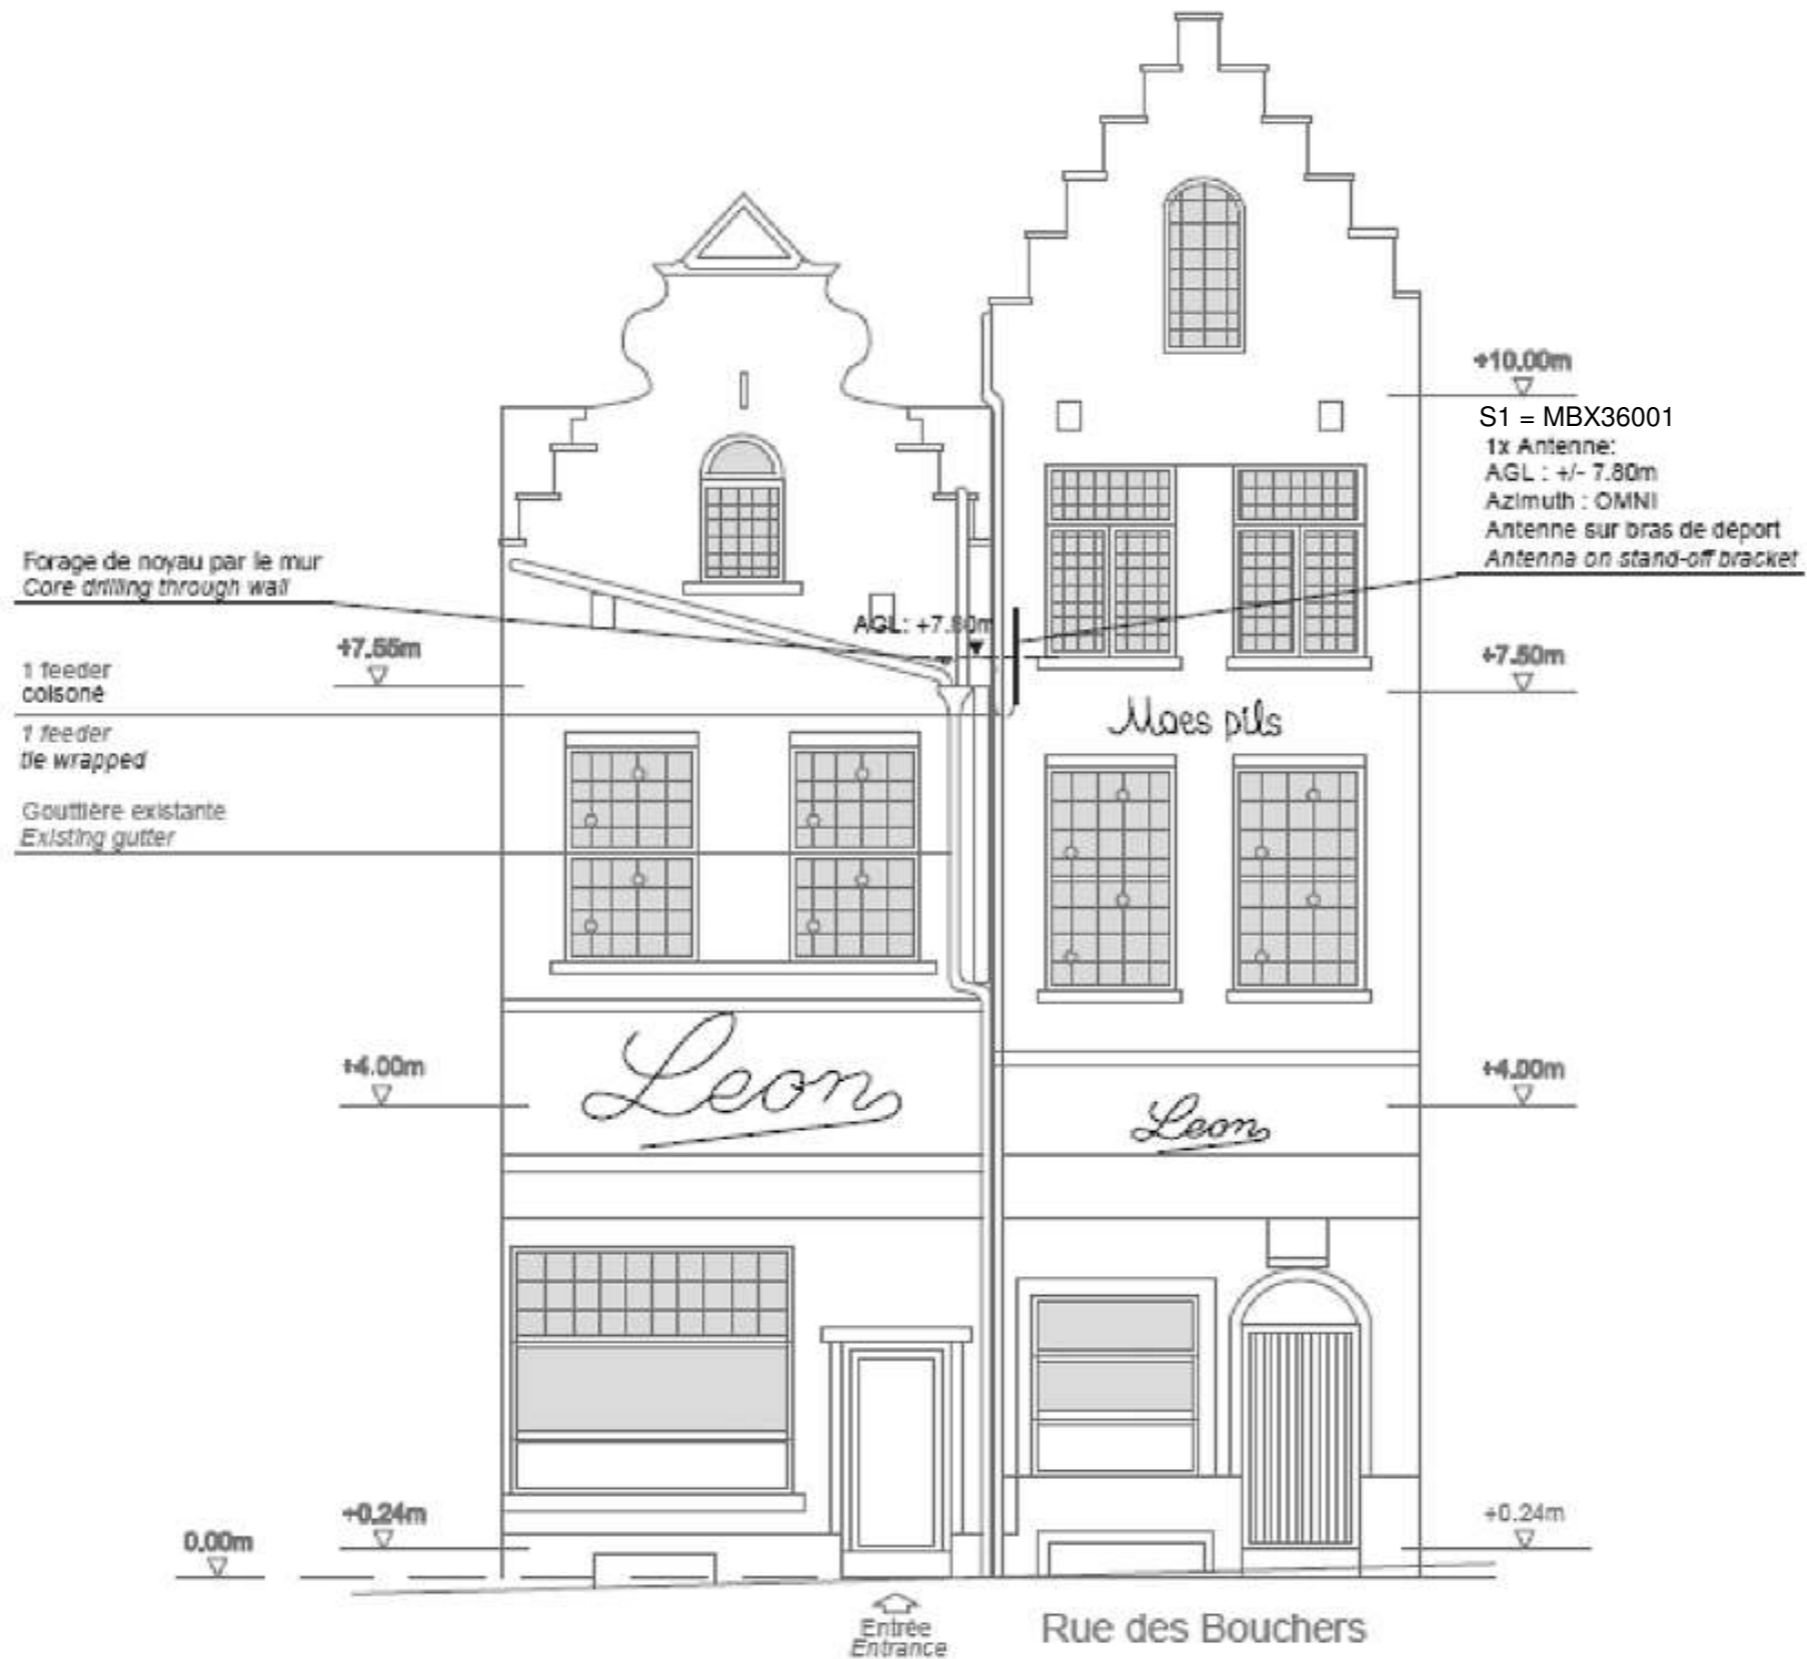 +10.00m
S1 = MBX36001
1x Antenne:
AGL : +/- 7.80m
Azimuth : OMNI
Antenne sur bras de déport
Antenna on stand-off bracket
Forage de noyau par le mur
Core drilling through wall
AGL: +7.80m
+7.55m
+7.50m
1 feeder
colsoné
1 feeder
tie wrapped
Maes pils
Gouttière existante
Existing gutter
+4.00m
Leon
+4.00m
Leon
+0.24m
+0.24m
0.00m
Entrée
Entrance
Rue des Bouchers